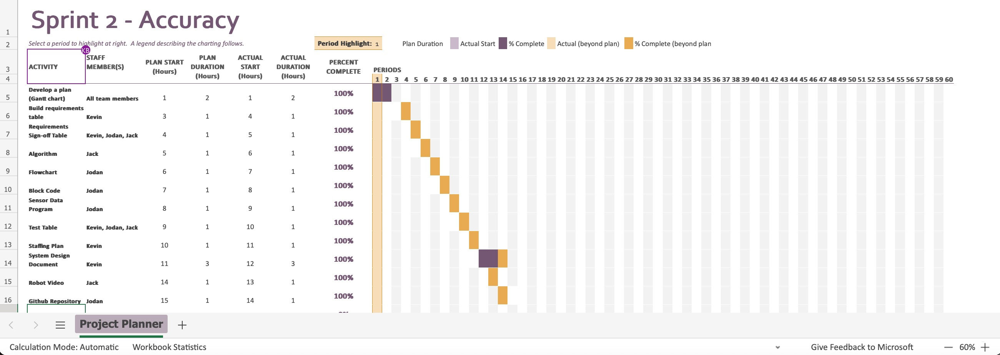 Sprint 2 - Accuracy
1
2
Select a period to highlight at right. A legend describing the charting follows.
Period Highlight: 1
Plan Duration
Actual Start
% Complete
Actual (beyond plan)
% Complete (beyond plan
KB
3
ACTIVITY
STAFF
MEMBER(S)
PLAN START
(Hours)
PLAN
DURATION
(Hours)
ACTUAL
START
(Hours)
ACTUAL
DURATION
(Hours)
PERCENT
COMPLETE
PERIODS
4
1 2 3 4 5 6 7 8 9 10 11 12 13 14 15 16 17 18 19 20 21 22 23 24 25 26 27 28 29 30 31 32 33 34 35 36 37 38 39 40 41 42 43 44 45 46 47 48 49 50 51 52 53 54 55 56 57 58 59 60
5
Develop a plan
(Gantt chart) All team members 1 2 1 2 100%
6
Build requirements
table Kevin 3 1 4 1 100%
7
Requirements
Sign-off Table Kevin, Jodan, Jack 4 1 5 1 100%
8
Algorithm Jack 5 1 6 1 100%
9
Flowchart Jodan 6 1 7 1 100%
10
Block Code Jodan 7 1 8 1 100%
11
Sensor Data
Program Jodan 8 1 9 1 100%
12
Test Table Kevin, Jodan, Jack 9 1 10 1 100%
13
Staffing Plan Kevin 10 1 11 1 100%
14
System Design
Document Kevin 11 3 12 3 100%
15
Robot Video Jack 14 1 13 1 100%
16
Github Repository Jodan 15 1 14 1 100%
Project Planner
Calculation Mode: Automatic Workbook Statistics Give Feedback to Microsoft 60%